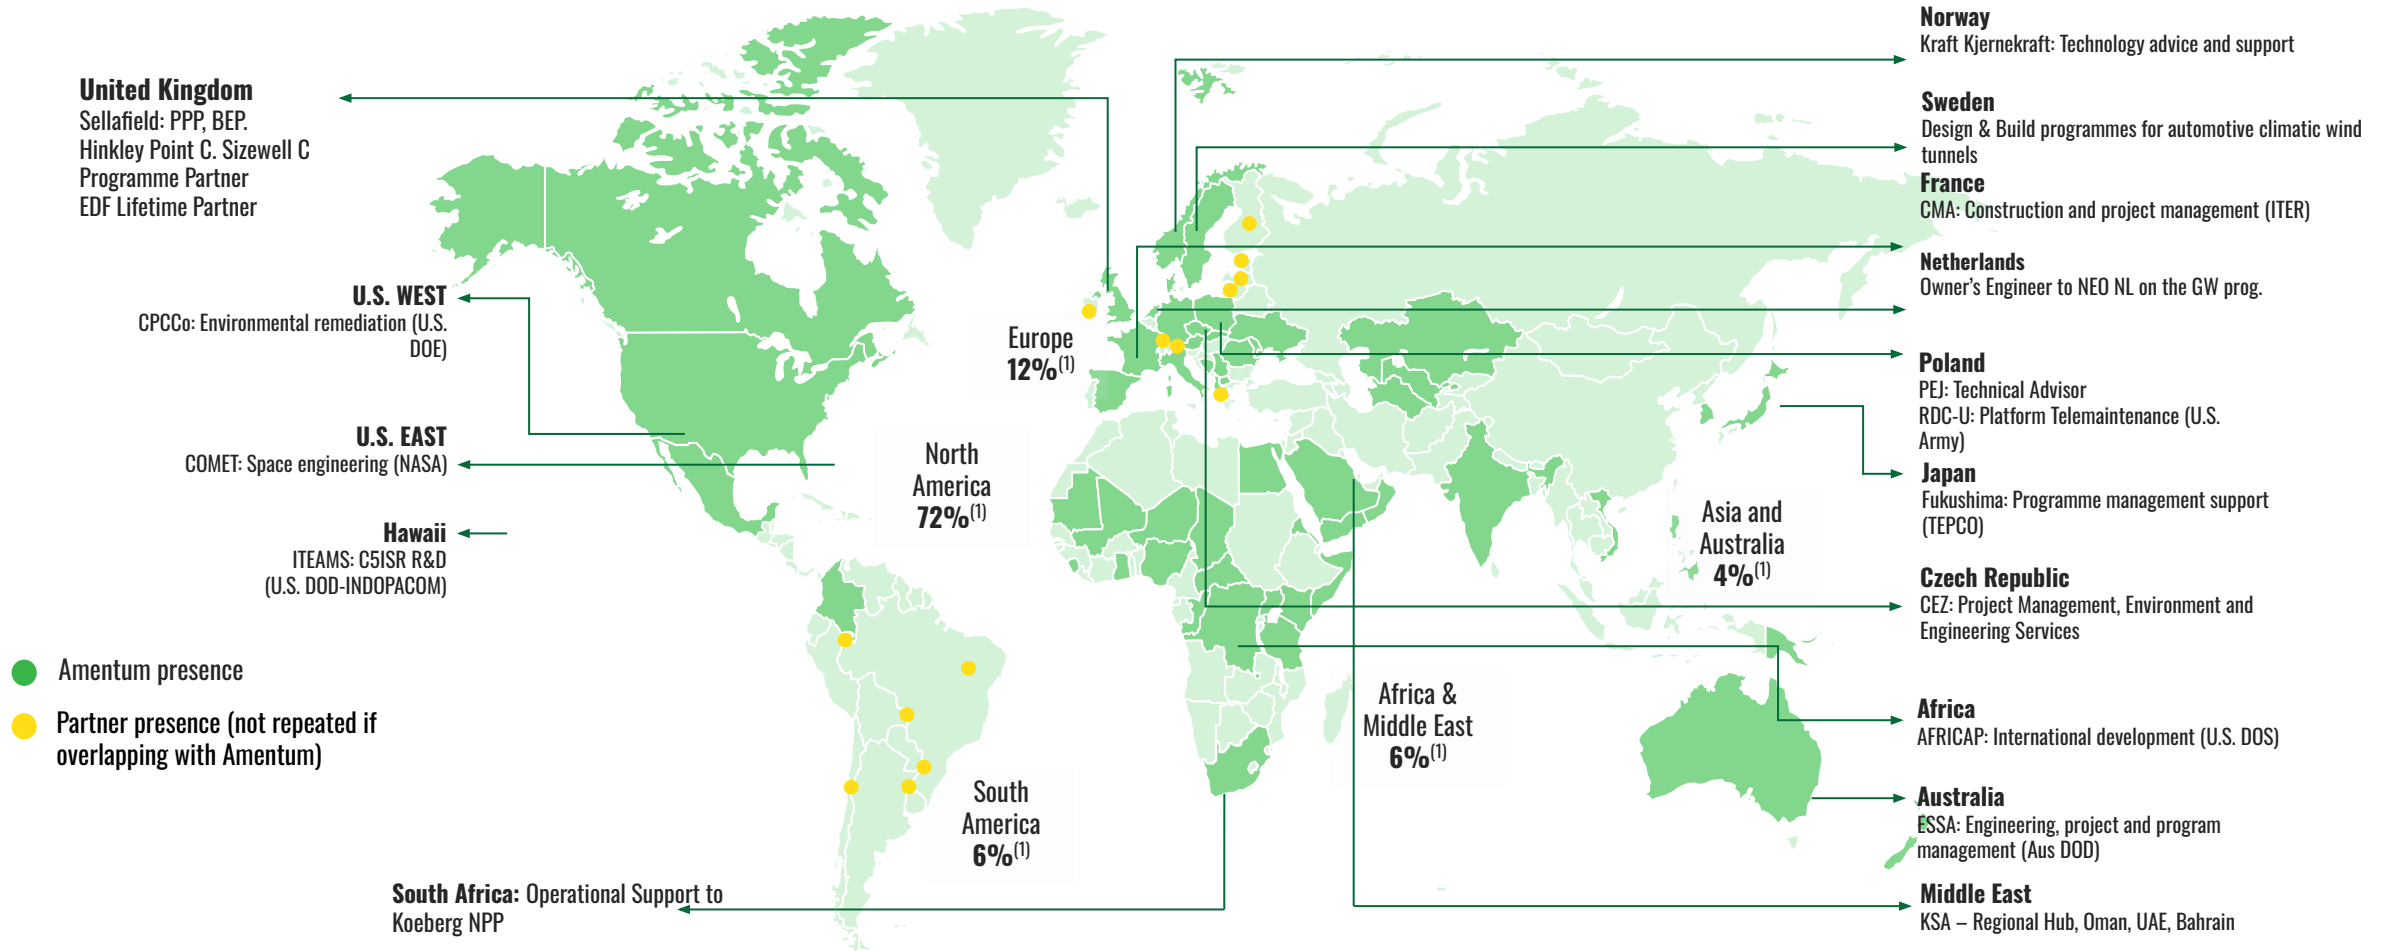 United Kingdom
Sellafield: PPP, BEP.
Hinkley Point C. Sizewell C
Programme Partner
EDF Lifetime Partner
U.S. WEST
CPCCo: Environmental remediation (U.S.
DOE)
U.S. EAST
COMET: Space engineering (NASA)
Hawaii
ITEAMS: C5ISR R&D
(U.S. DOD-INDOPACOM)
Amentum presence
Partner presence (not repeated if
overlapping with Amentum)
South Africa: Operational Support to
Koeberg NPP
Europe
12%(1)
North
America
72%(1)
South
America
6%(1)
Africa &
Middle East
6%(1)
Asia and
Australia
4%(1)
Norway
Kraft Kjernekraft: Technology advice and support
Sweden
Design & Build programmes for automotive climatic wind
tunnels
France
CMA: Construction and project management (ITER)
Netherlands
Owner’s Engineer to NEO NL on the GW prog.
Poland
PEJ: Technical Advisor
RDC-U: Platform Telemaintenance (U.S.
Army)
Japan
Fukushima: Programme management support
(TEPCO)
Czech Republic
CEZ: Project Management, Environment and
Engineering Services
Africa
AFRICAP: International development (U.S. DOS)
Australia
ESSA: Engineering, project and program
management (Aus DOD)
Middle East
KSA – Regional Hub, Oman, UAE, Bahrain